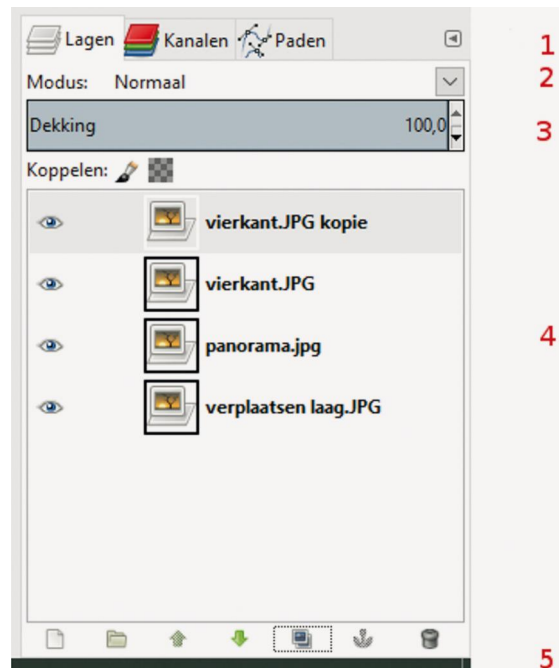 Lagen Kanalen Paden 1
Modus: Normaal 2
Dekking 100,0 3
Koppelen:
vierkant.JPG kopie
vierkant.JPG
panorama.jpg 4
verplaatsen laag.JPG
5